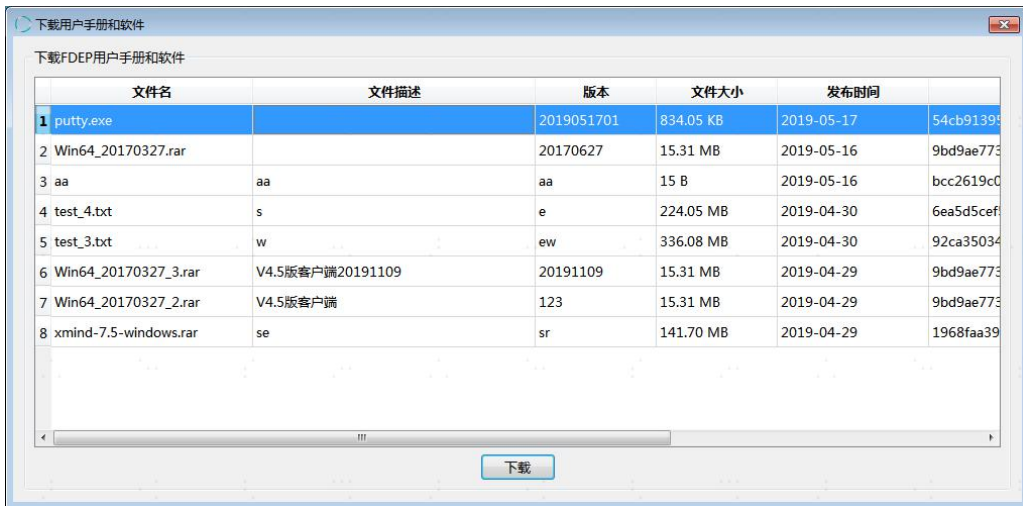 下载用户手册和软件
下载FDEP用户手册和软件
文件名 文件描述 版本 文件大小 发布时间
1 putty.exe 2019051701 834.05 KB 2019-05-17 54cb91395
2 Win64_20170327.rar 20170627 15.31 MB 2019-05-16 9bd9ae773
3 aa aa aa 15 B 2019-05-16 bcc2619c0
4 test_4.txt s e 224.05 MB 2019-04-30 6ea5d5cef
5 test_3.txt w ew 336.08 MB 2019-04-30 92ca35034
6 Win64_20170327_3.rar V4.5版客户端20191109 20191109 15.31 MB 2019-04-29 9bd9ae773
7 Win64_20170327_2.rar V4.5版客户端 123 15.31 MB 2019-04-29 9bd9ae773
8 xmind-7.5-windows.rar se sr 141.70 MB 2019-04-29 1968faa39
下载